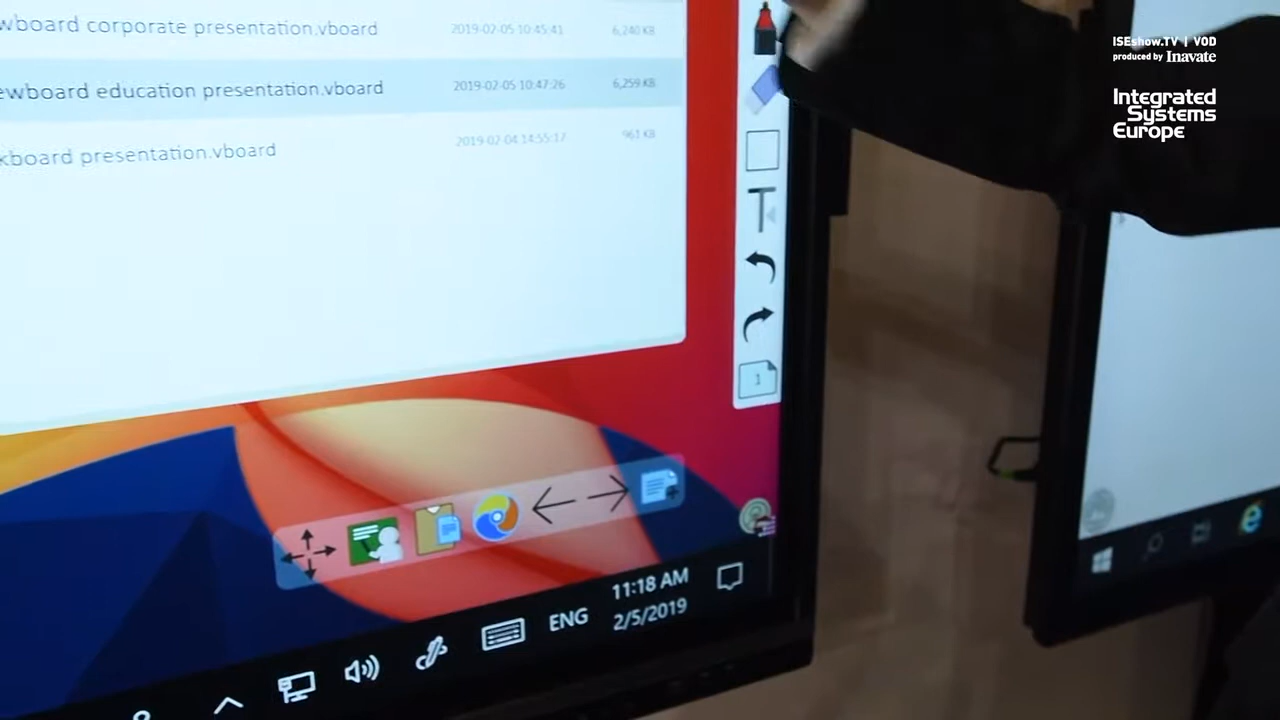 wboard corporate presentation.vboard 2019-02-05 10:45:41 6,240 KB
ewboard education presentation.vboard 2019-02-05 10:47:26 6,259 KB
kboard presentation.vboard 2019-02-04 14:55:17 961 KB
T
1
ENG
11:18 AM
2/5/2019
ISEshow.TV | VOD
produced by Inavate
Integrated
Systems
Europe